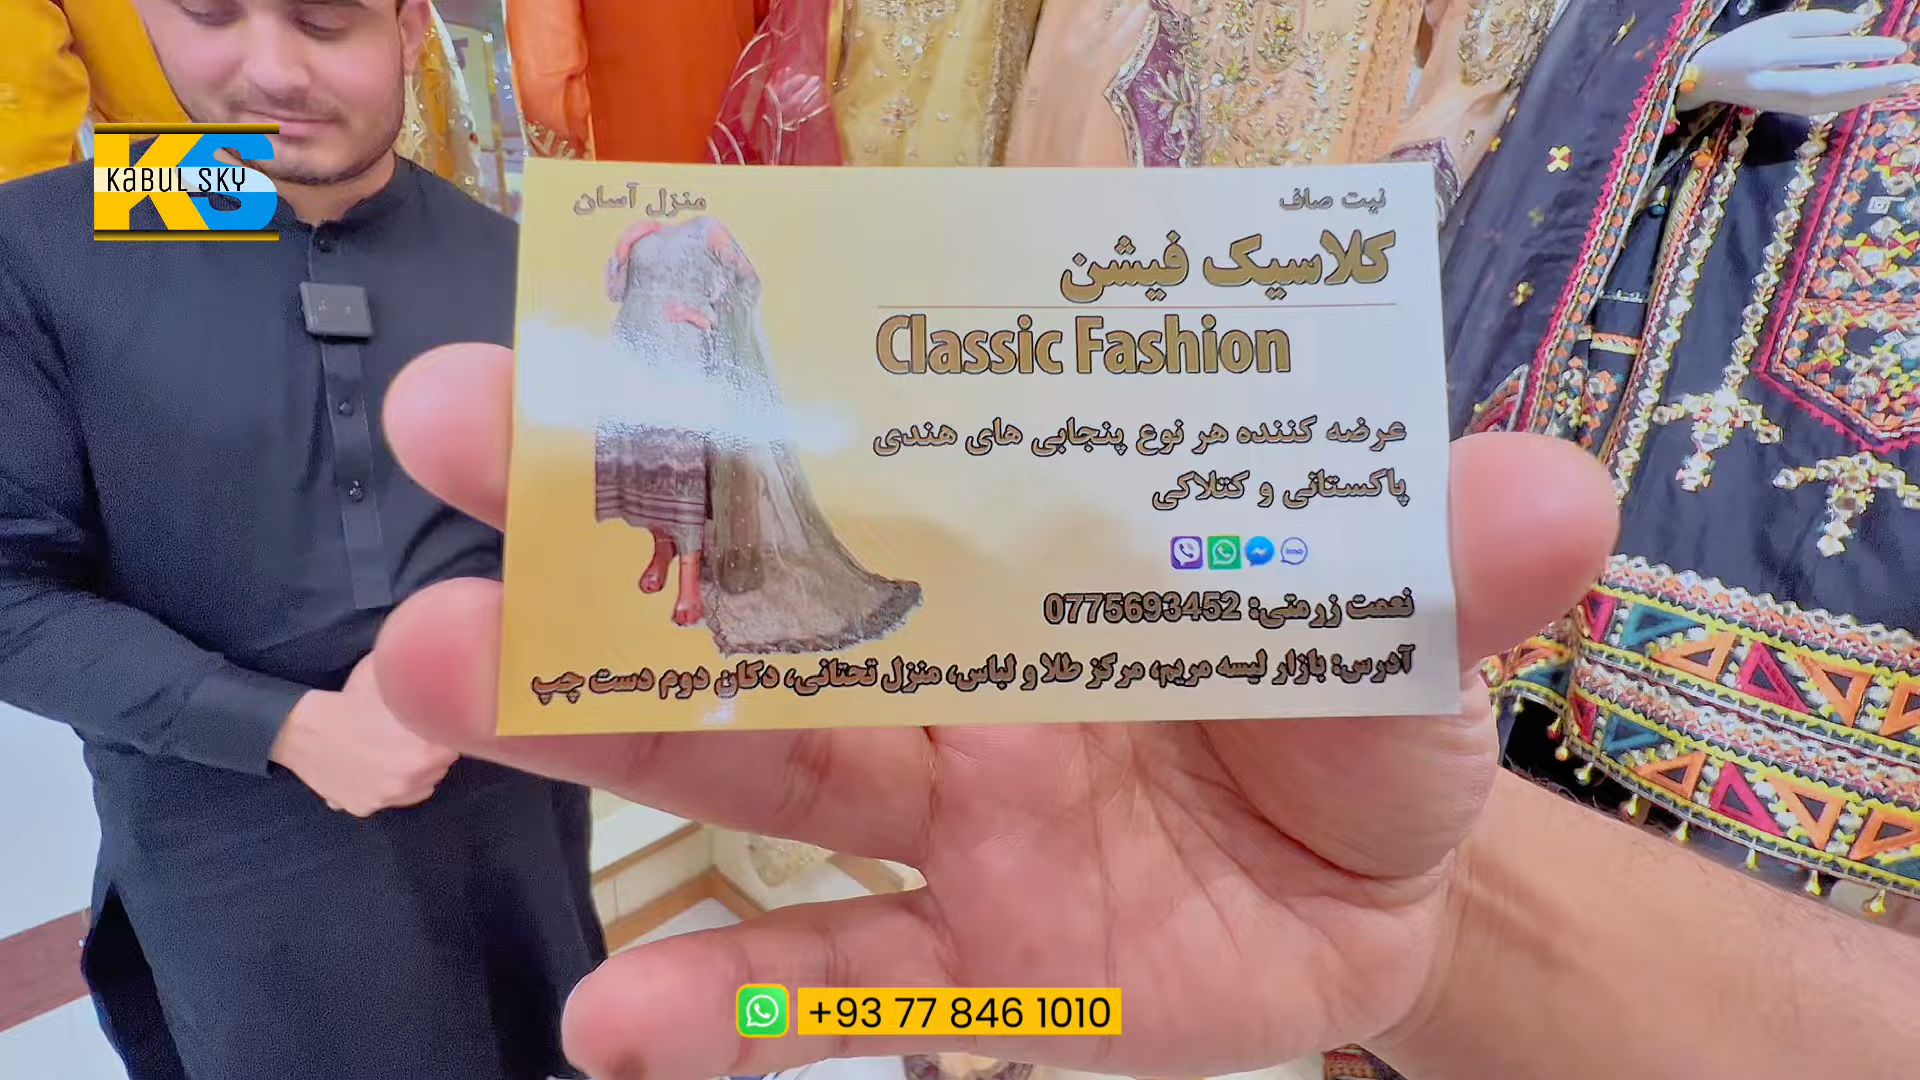 KS
KABUL SKY
نیت صاف
منزل آسان
کلاسیک فیشن
Classic Fashion
عرضه کننده هر نوع پنجابی های هندی
پاکستانی و کتلاکی
imo
نعمت زرمتی: 0775693452
آدرس: بازار لیسه مریم، مرکز طلا و لباس، منزل تحتانی، دکان دوم دست چپ
+93 77 846 1010